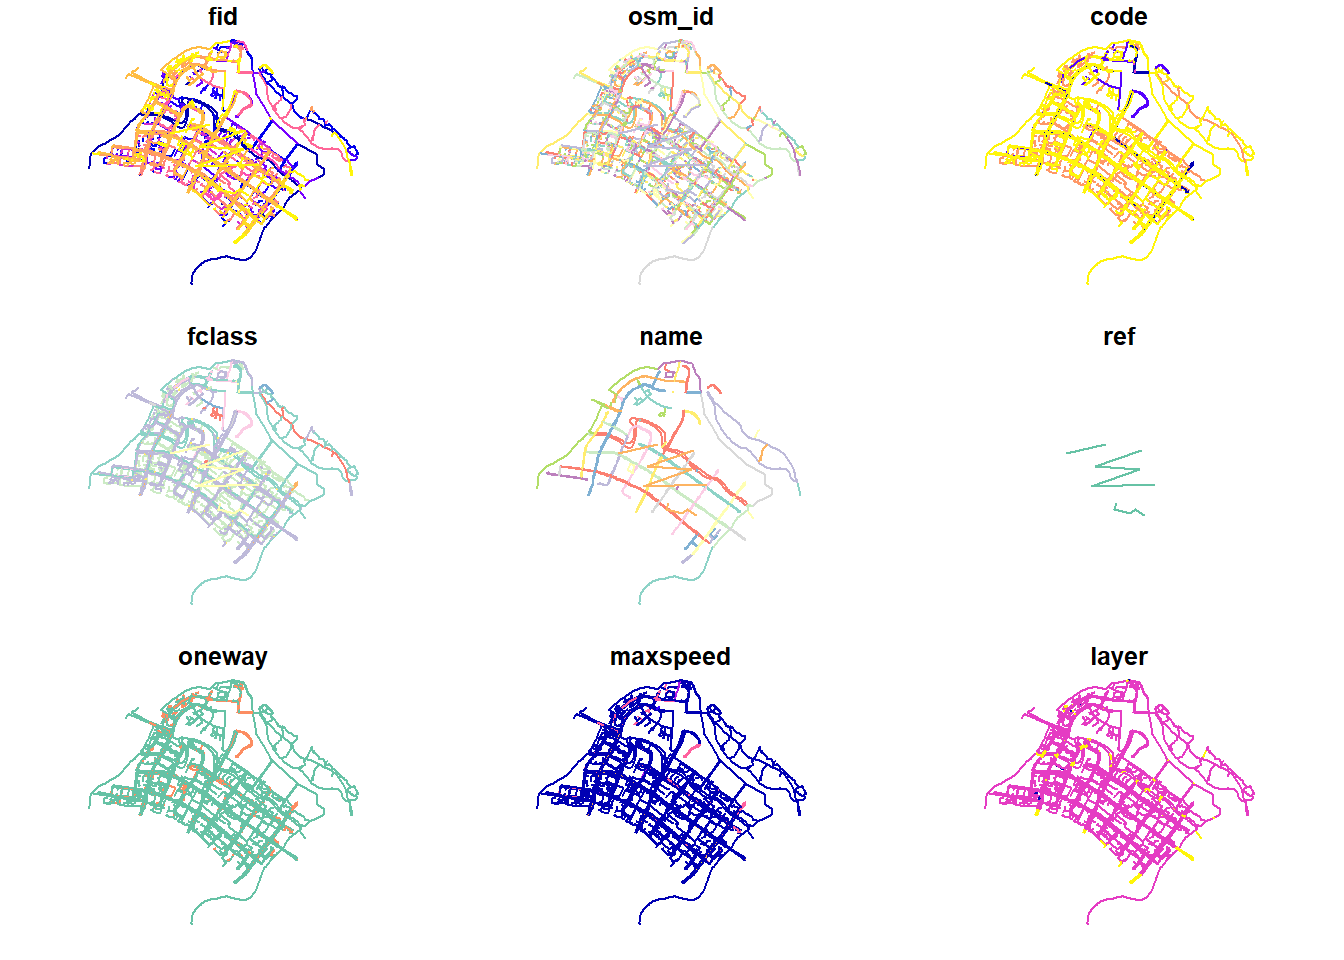 fid
osm_id
code
fclass
name
ref
oneway
maxspeed
layer